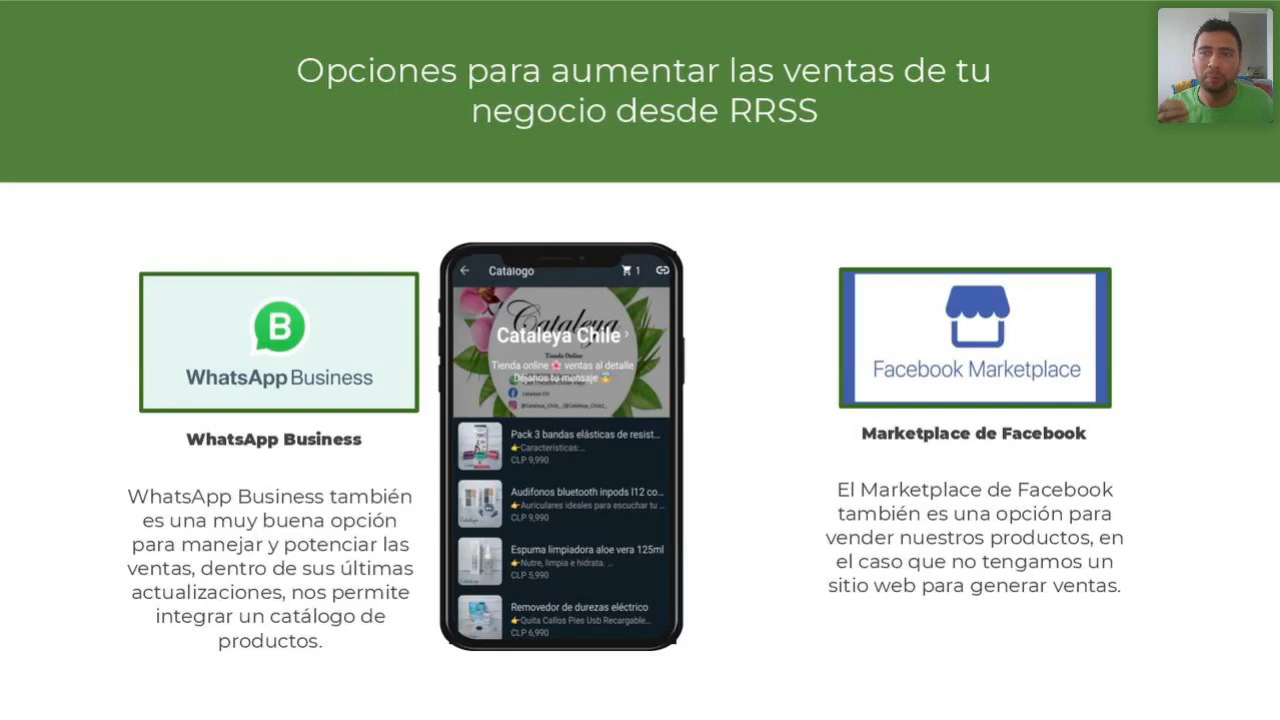 Opciones para aumentar las ventas de tu
negocio desde RRSS
WhatsApp Business
WhatsApp Business
WhatsApp Business también
es una muy buena opción
para manejar y potenciar las
ventas, dentro de sus últimas
actualizaciones, nos permite
integrar un catálogo de
productos.
Catálogo
1
Cataleya
Cataleya Chile ›
Tienda Online
Tienda online 🌸 ventas al detalle
Déjanos tu mensaje
Pack 3 bandas elásticas de resist...
👉Características:...
CLP 9,990
Audifonos bluetooth inpods I12 co...
👉Auriculares ideales para escuchar tu ...
CLP 9,990
Espuma limpiadora aloe vera 125ml
👉Nutre, limpia e hidrata. ...
CLP 5,990
Removedor de durezas eléctrico
👉Quita Callos Pies Usb Recargable...
CLP 6,990
Facebook Marketplace
Marketplace de Facebook
El Marketplace de Facebook
también es una opción para
vender nuestros productos, en
el caso que no tengamos un
sitio web para generar ventas.